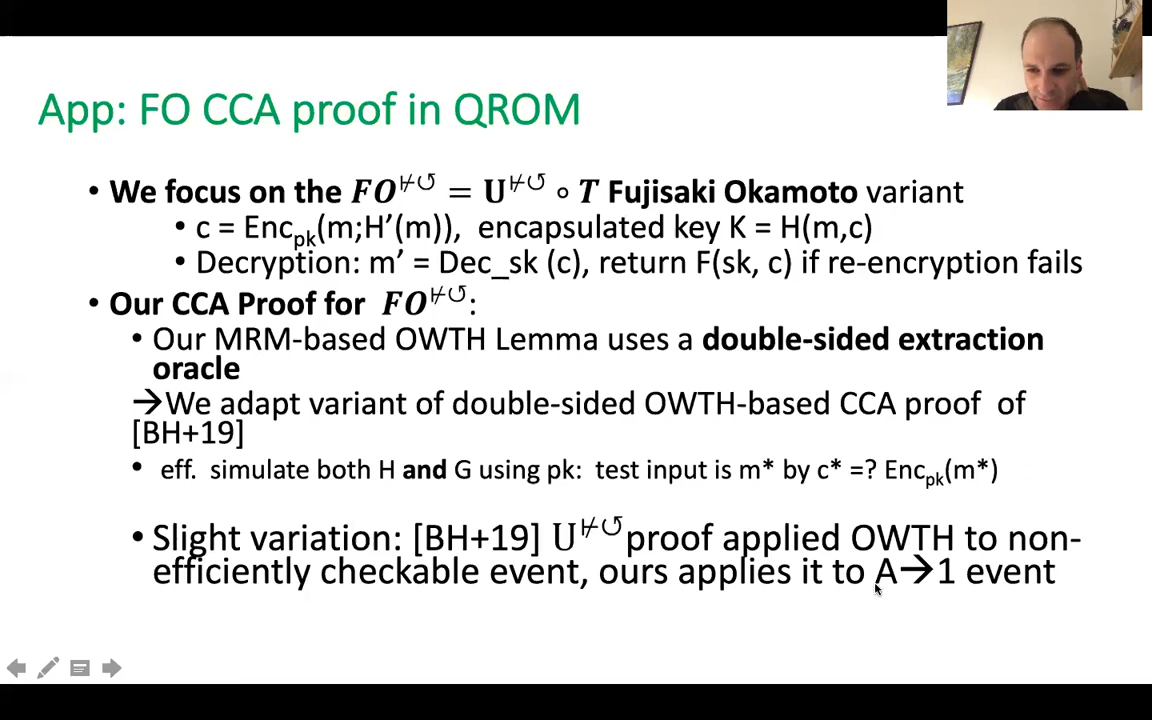 App: FO CCA proof in QROM
• We focus on the FO^⊬↺ = U^⊬↺ ∘ T Fujisaki Okamoto variant
• c = Enc_pk(m;H’(m)), encapsulated key K = H(m,c)
• Decryption: m’ = Dec_sk (c), return F(sk, c) if re-encryption fails
• Our CCA Proof for FO^⊬↺:
• Our MRM-based OWTH Lemma uses a double-sided extraction
oracle
→We adapt variant of double-sided OWTH-based CCA proof of
[BH+19]
• eff. simulate both H and G using pk: test input is m* by c* =? Enc_pk(m*)
• Slight variation: [BH+19] U^⊬↺ proof applied OWTH to non-
efficiently checkable event, ours applies it to A→1 event